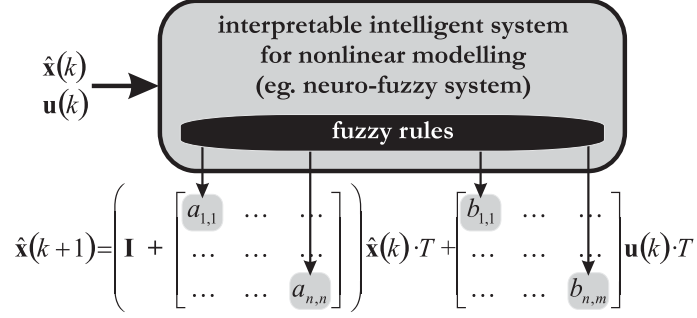 interpretable intelligent system
for nonlinear modelling
(eg. neuro-fuzzy system)
x̂(k)
u(k)
fuzzy rules
x̂(k+1)=(I + [a1,1 ... ... ... ... ... ... ... an,n])x̂(k)·T+[b1,1 ... ... ... ... ... ... ... bn,m]u(k)·T